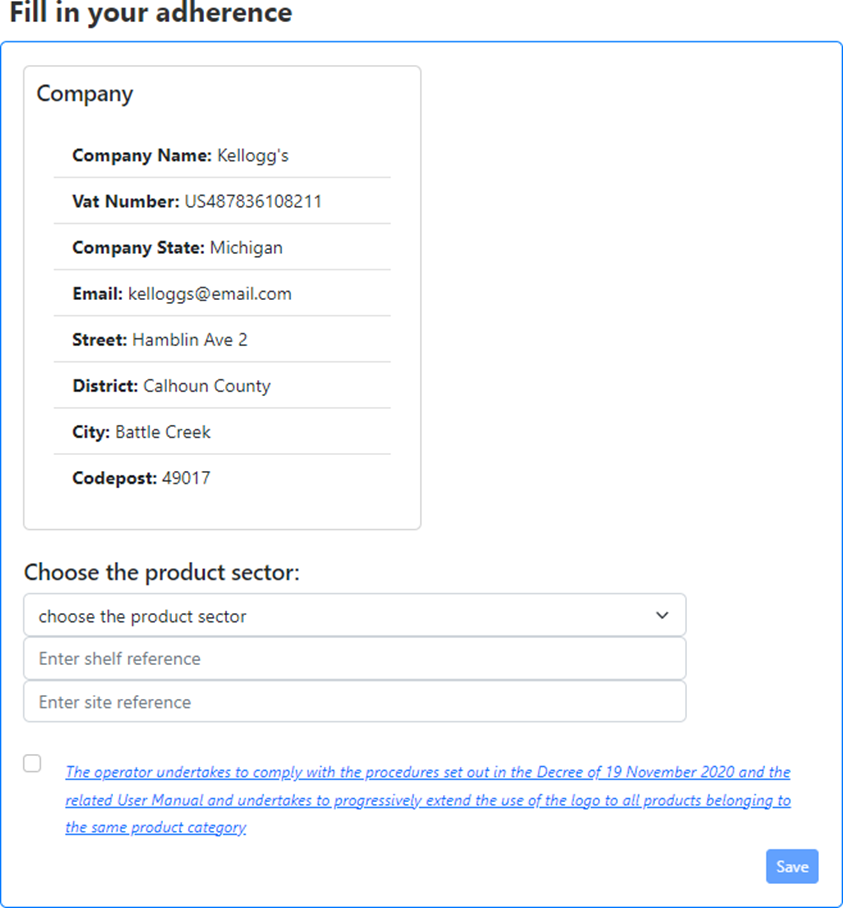 Fill in your adherence
Company
Company Name: Kellogg's
Vat Number: US487836108211
Company State: Michigan
Email: kelloggs@email.com
Street: Hamblin Ave 2
District: Calhoun County
City: Battle Creek
Codepost: 49017
Choose the product sector:
choose the product sector
Enter shelf reference
Enter site reference
The operator undertakes to comply with the procedures set out in the Decree of 19 November 2020 and the
related User Manual and undertakes to progressively extend the use of the logo to all products belonging to
the same product category
Save